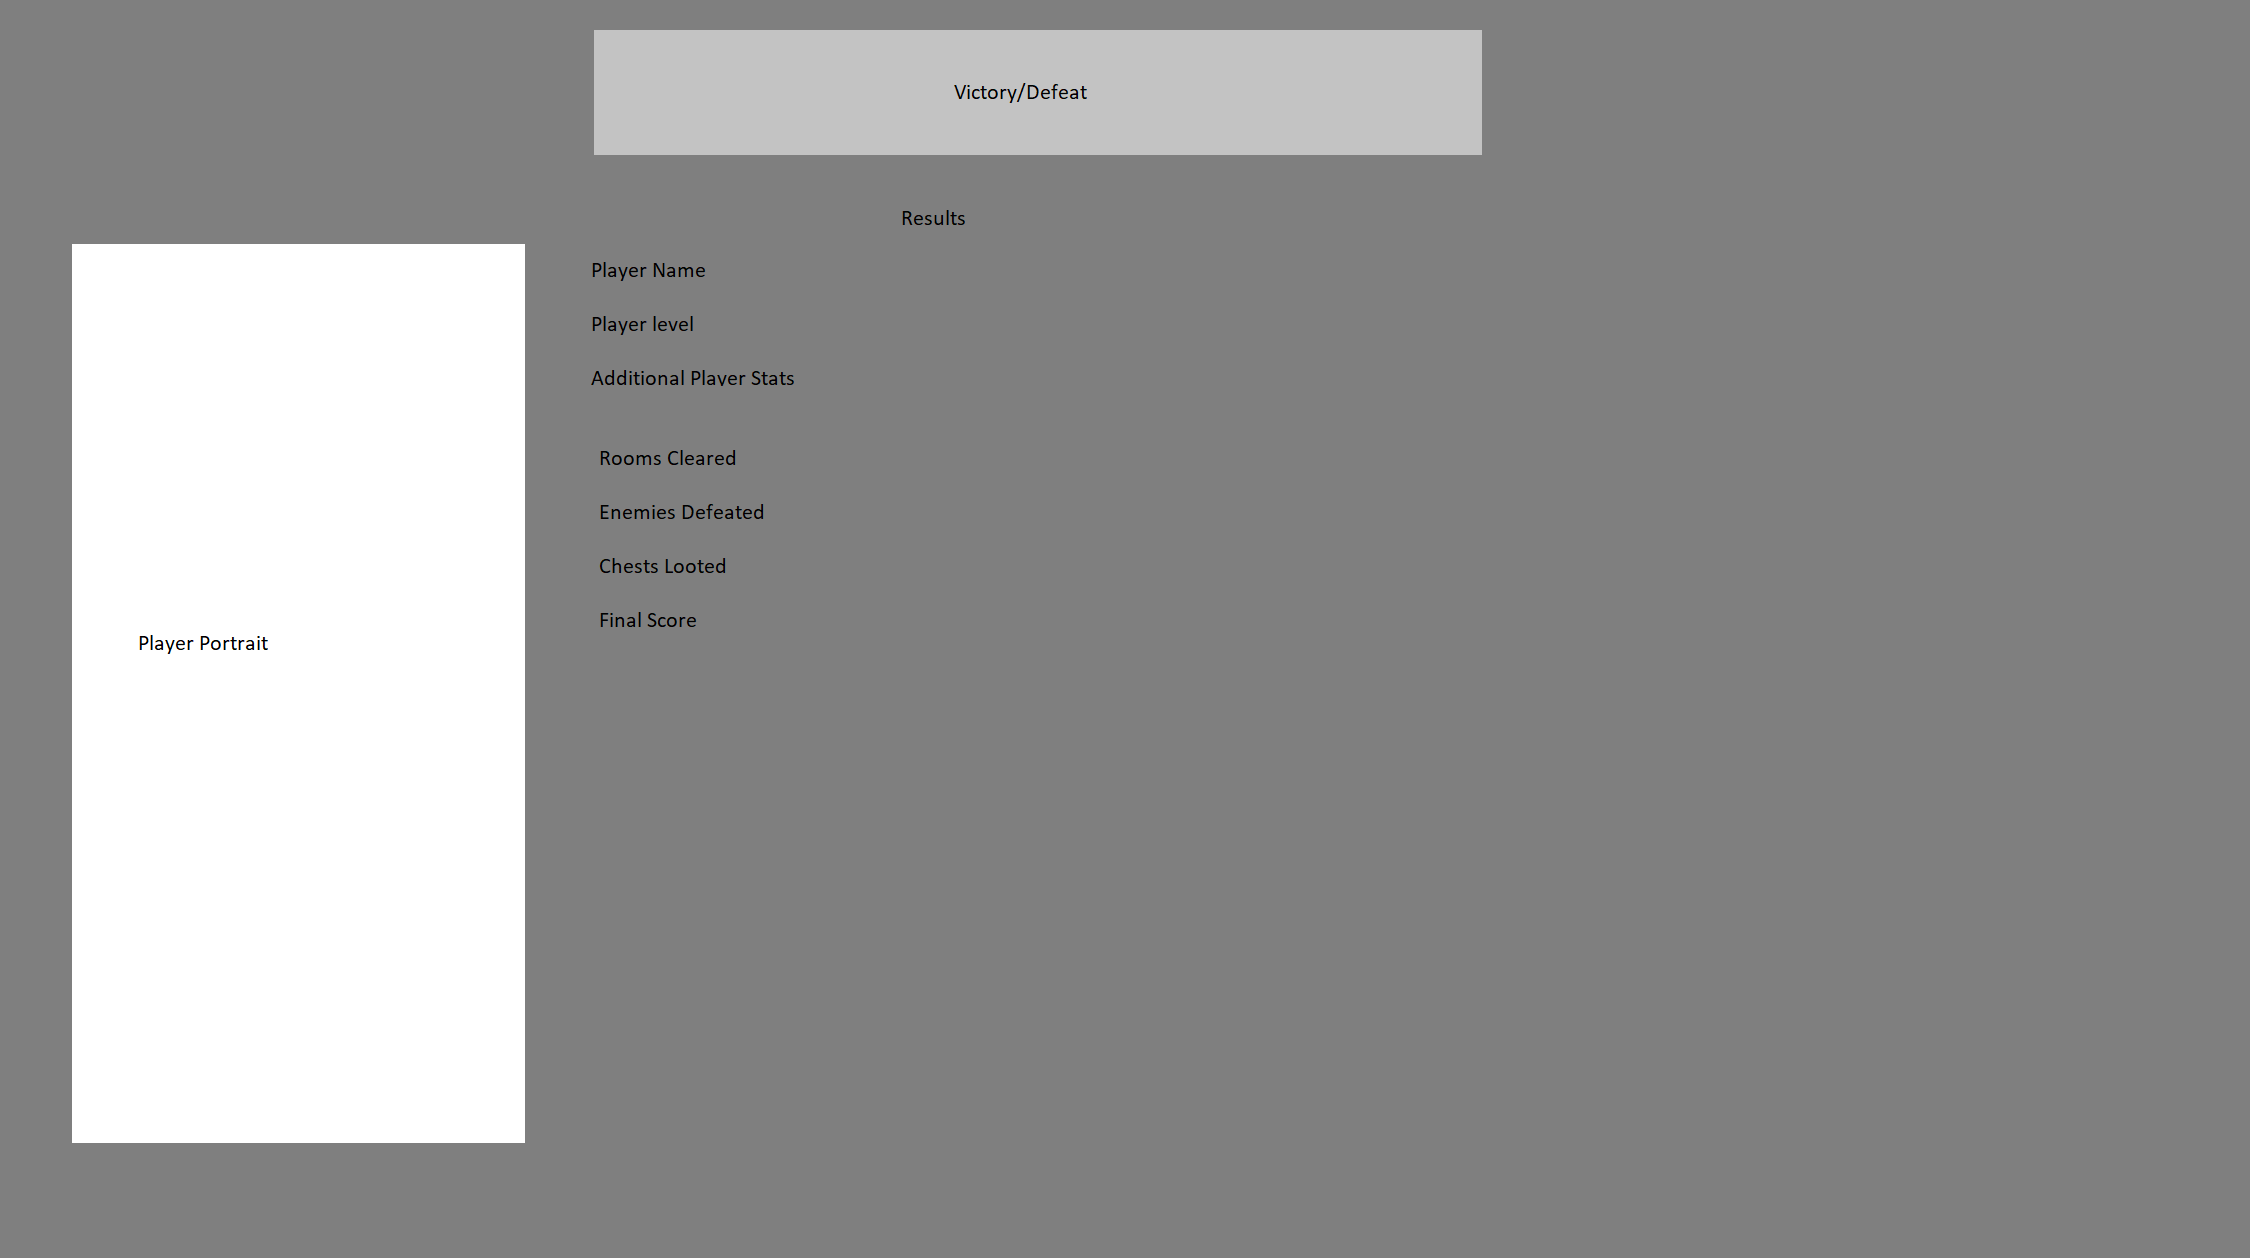 Victory/Defeat
Results
Player Name
Player level
Additional Player Stats
Rooms Cleared
Enemies Defeated
Chests Looted
Final Score
Player Portrait